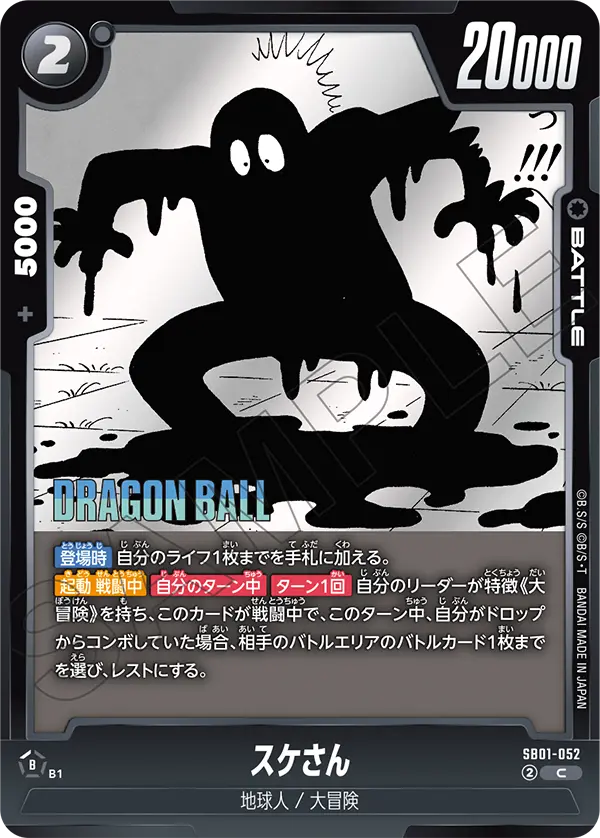 2
20000
+ 5000
BATTLE
っ
!!!
SAMPLE
DRAGON BALL
登場時 自分のライフ1枚までを手札に加える。
起動 戦闘中 自分のターン中 ターン1回 自分のリーダーが特徴《大
冒険》を持ち、このカードが戦闘中で、このターン中、自分がドロップ
からコンボしていた場合、相手のバトルエリアのバトルカード1枚まで
を選び、レストにする。
©B.S/S ©B/S・T BANDAI MADE IN JAPAN
B
B1
スケさん
SB01-052
2 C
地球人 / 大冒険